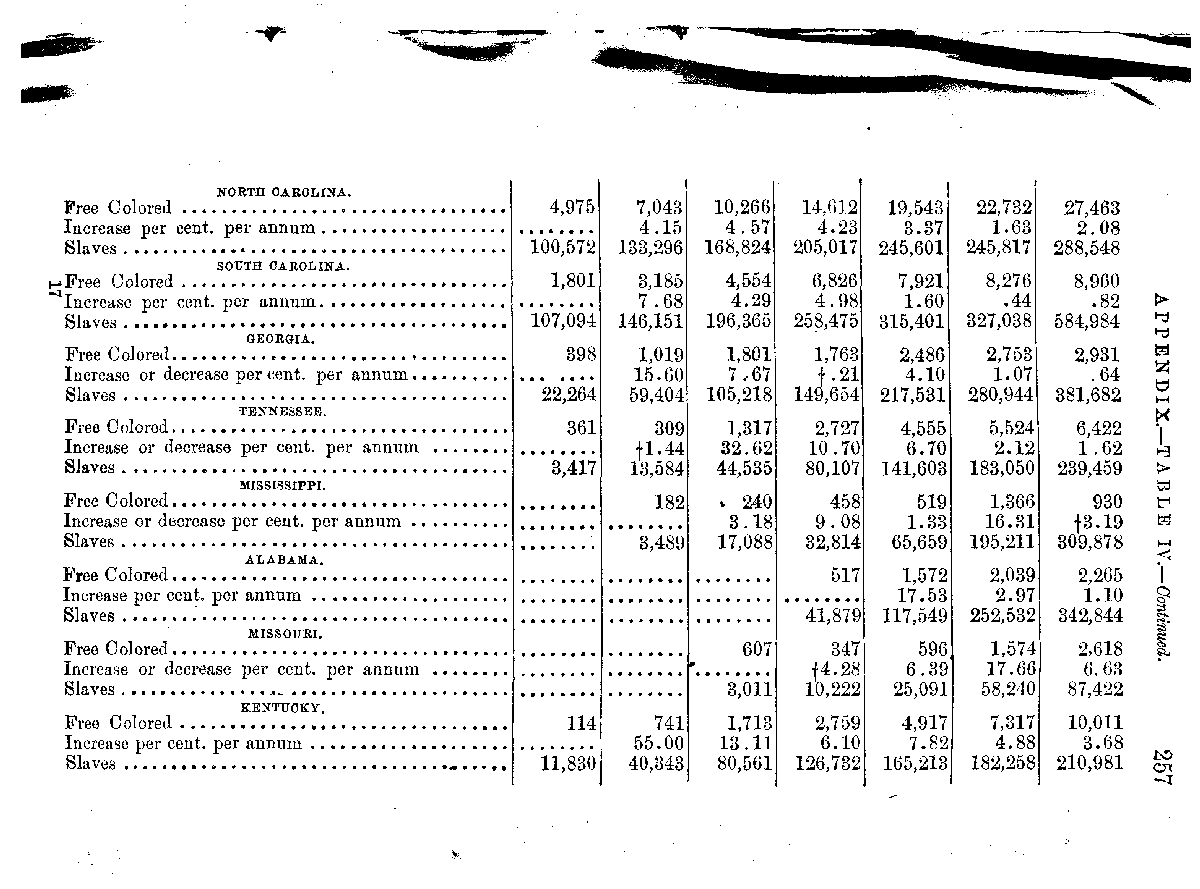 APPENDIX.—TABLE IV.—Continued. 257
NORTH CAROLINA.
Free Colored ................................ 4,975 7,043 10,266 14,612 19,543 22,732 27,463
Increase per cent. per annum................. ........ 4.15 4.57 4.23 3.37 1.63 2.08
Slaves ...................................... 100,572 133,296 168,824 205,017 245,601 245,817 288,548
SOUTH CAROLINA.
Free Colored ................................ 1,801 3,185 4,554 6,826 7,921 8,276 8,960
Increase per cent. per annum................. ........ 7.68 4.29 4.98 1.60 .44 .82
Slaves ...................................... 107,094 146,151 196,365 258,475 315,401 327,038 584,984
GEORGIA.
Free Colored................................. 398 1,019 1,801 1,763 2,486 2,753 2,931
Increase or decrease per cent. per annum.......... ........ 15.60 7.67 †.21 4.10 1.07 .64
Slaves ...................................... 22,264 59,404 105,218 149,654 217,531 280,944 381,682
TENNESSEE.
Free Colored................................. 361 309 1,317 2,727 4,555 5,524 6,422
Increase or decrease per cent. per annum ........ ........ †1.44 32.62 10.70 6.70 2.12 1.62
Slaves ...................................... 3,417 13,584 44,535 80,107 141,603 183,050 239,459
MISSISSIPPI.
Free Colored................................. ........ 182 240 458 519 1,366 930
Increase or decrease per cent. per annum .......... ........ ........ 3.18 9.08 1.33 16.31 †3.19
Slaves ...................................... ........ 3,489 17,088 32,814 65,659 195,211 309,878
ALABAMA.
Free Colored................................. ........ ........ ........ 517 1,572 2,039 2,265
Increase per cent. per annum ................. ........ ........ ........ ........ 17.53 2.97 1.10
Slaves ...................................... ........ ........ ........ 41,879 117,549 252,532 342,844
MISSOURI.
Free Colored................................. ........ ........ 607 347 596 1,574 2,618
Increase or decrease per cent. per annum ........ ........ ........ ........ †4.28 6.39 17.66 6.63
Slaves ...................................... ........ ........ 3,011 10,222 25,091 58,240 87,422
KENTUCKY.
Free Colored ................................ 114 741 1,713 2,759 4,917 7,317 10,011
Increase per cent. per annum ................. ........ 55.00 13.11 6.10 7.82 4.88 3.68
Slaves ...................................... 11,830 40,343 80,561 126,732 165,213 182,258 210,981
17